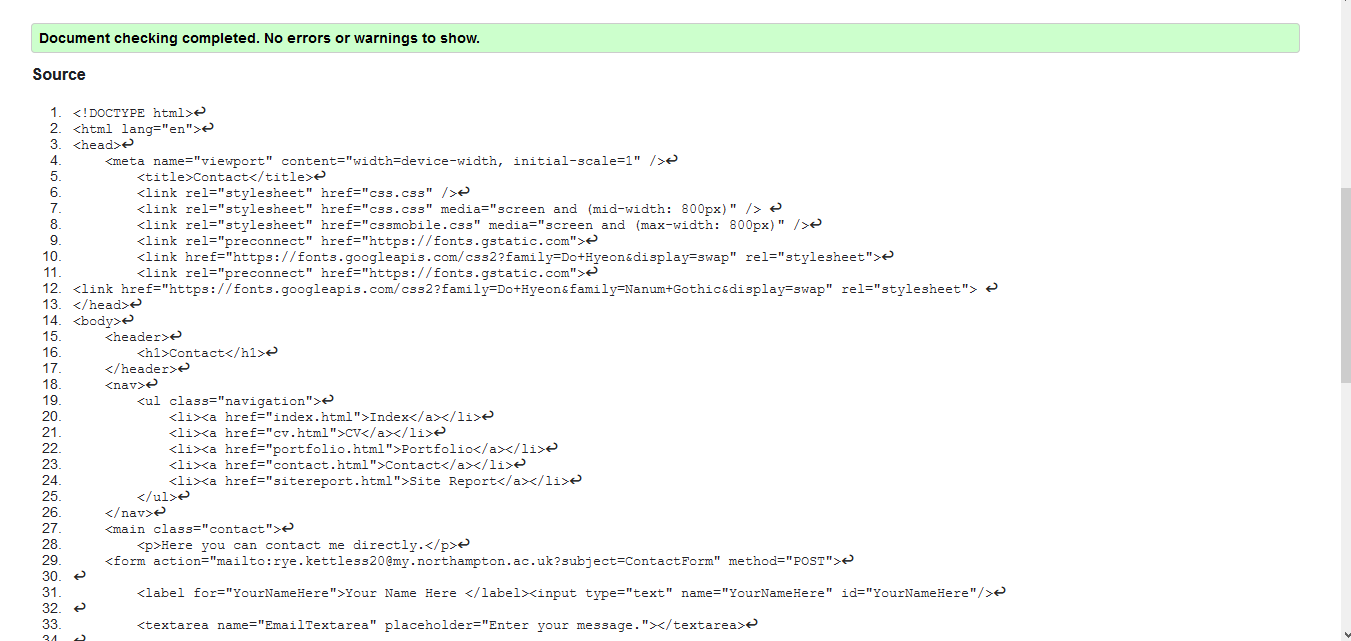 Document checking completed. No errors or warnings to show.
Source
1. <!DOCTYPE html>↩
2. <html lang="en">↩
3. <head>↩
4.     <meta name="viewport" content="width=device-width, initial-scale=1" />↩
5.         <title>Contact</title>↩
6.         <link rel="stylesheet" href="css.css" />↩
7.         <link rel="stylesheet" href="css.css" media="screen and (mid-width: 800px)" /> ↩
8.         <link rel="stylesheet" href="cssmobile.css" media="screen and (max-width: 800px)" />↩
9.         <link rel="preconnect" href="https://fonts.gstatic.com">↩
10.         <link href="https://fonts.googleapis.com/css2?family=Do+Hyeon&display=swap" rel="stylesheet">↩
11.         <link rel="preconnect" href="https://fonts.gstatic.com">↩
12. <link href="https://fonts.googleapis.com/css2?family=Do+Hyeon&family=Nanum+Gothic&display=swap" rel="stylesheet"> ↩
13. </head>↩
14. <body>↩
15.     <header>↩
16.         <h1>Contact</h1>↩
17.     </header>↩
18.     <nav>↩
19.         <ul class="navigation">↩
20.             <li><a href="index.html">Index</a></li>↩
21.             <li><a href="cv.html">CV</a></li>↩
22.             <li><a href="portfolio.html">Portfolio</a></li>↩
23.             <li><a href="contact.html">Contact</a></li>↩
24.             <li><a href="sitereport.html">Site Report</a></li>↩
25.         </ul>↩
26.     </nav>↩
27.     <main class="contact">↩
28.         <p>Here you can contact me directly.</p>↩
29.     <form action="mailto:rye.kettless20@my.northampton.ac.uk?subject=ContactForm" method="POST">↩
30. ↩
31.         <label for="YourNameHere">Your Name Here </label><input type="text" name="YourNameHere" id="YourNameHere"/>↩
32. ↩
33.         <textarea name="EmailTextarea" placeholder="Enter your message."></textarea>↩
34. ↩